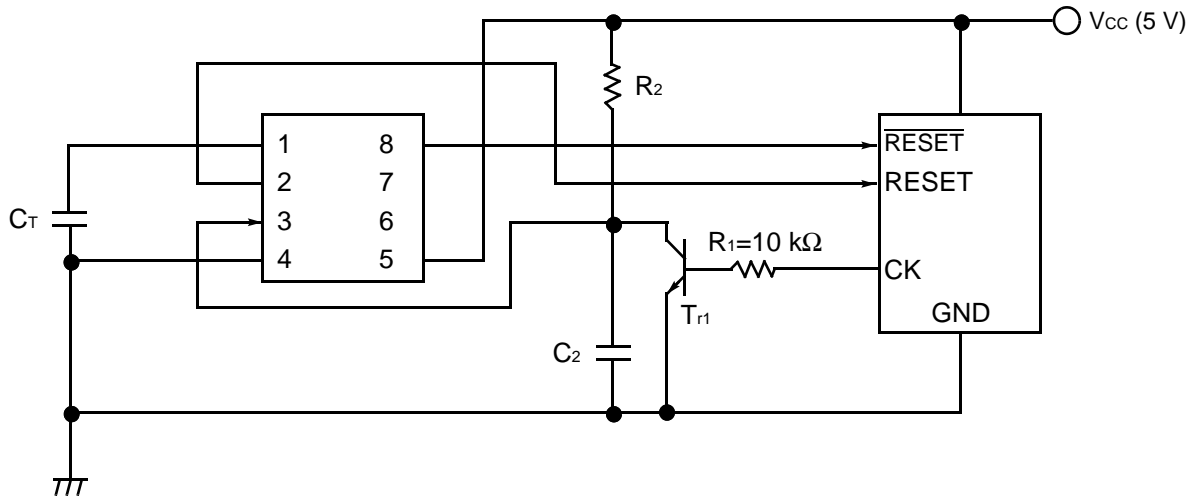 VCC (5 V)
R2
1 8
2 7
3 6
4 5
RESET
RESET
CT
R1=10 kΩ
CK
Tr1
GND
C2